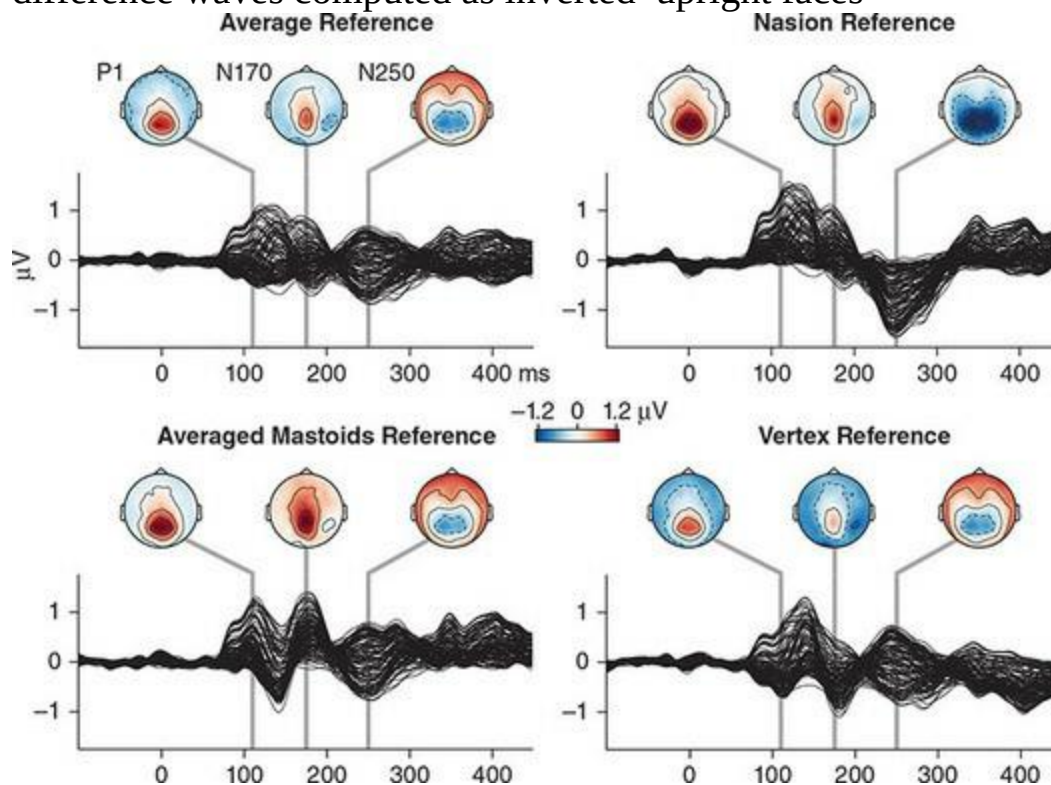 difference waves computed as inverted–upright faces
Average Reference
Nasion Reference
P1
N170
N250
1
0
−1
μV
0
100
200
300
400 ms
1
0
−1
0
100
200
300
400
−1.2 0 1.2 μV
Averaged Mastoids Reference
Vertex Reference
1
0
−1
0
100
200
300
400
1
0
−1
0
100
200
300
400